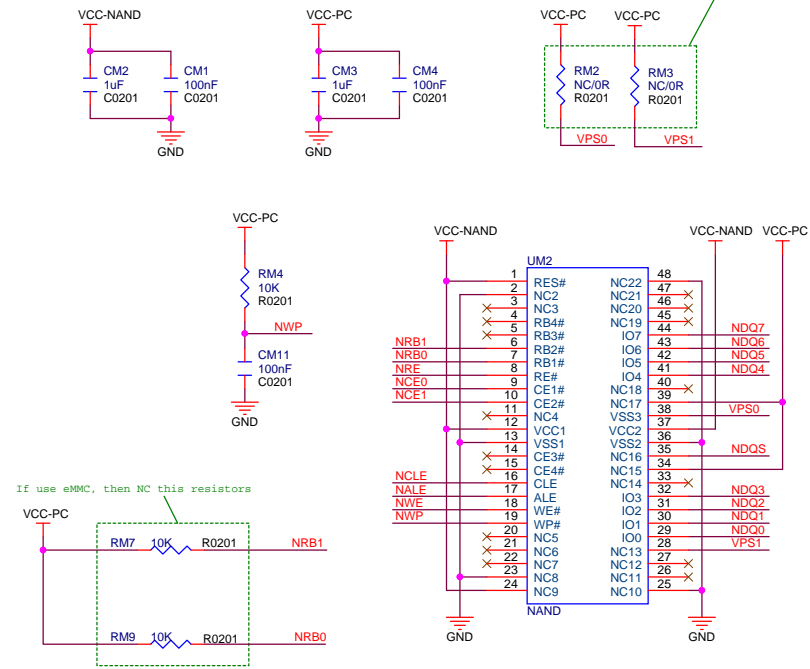 VCC-NAND
CM2
1uF
C0201
CM1
100nF
C0201
GND
VCC-PC
CM3
1uF
C0201
CM4
100nF
C0201
GND
VCC-PC
VCC-PC
RM2
NC/0R
R0201
RM3
NC/0R
R0201
VPS0
VPS1
VCC-PC
RM4
10K
R0201
NWP
CM11
100nF
C0201
GND
If use eMMC, then NC this resistors
VCC-PC
RM7 10K R0201 NRB1
RM9 10K R0201 NRB0
VCC-NAND
VCC-NAND VCC-PC
UM2
1 RES# NC22 48
2 NC2 NC21 47
3 NC3 NC20 46
4 RB4# NC19 45
5 RB3# IO7 44 NDQ7
NRB1 6 RB2# IO6 43 NDQ6
NRB0 7 RB1# IO5 42 NDQ5
NRE 8 RE# IO4 41 NDQ4
NCE0 9 CE1# NC18 40
NCE1 10 CE2# NC17 39
11 NC4 VSS3 38 VPS0
12 VCC1 VCC2 37
13 VSS1 VSS2 36
14 CE3# NC16 35 NDQS
15 CE4# NC15 34
NCLE 16 CLE NC14 33
NALE 17 ALE IO3 32 NDQ3
NWE 18 WE# IO2 31 NDQ2
NWP 19 WP# IO1 30 NDQ1
20 NC5 IO0 29 NDQ0
21 NC6 NC13 28 VPS1
22 NC7 NC12 27
23 NC8 NC11 26
24 NC9 NC10 25
NAND
GND
GND